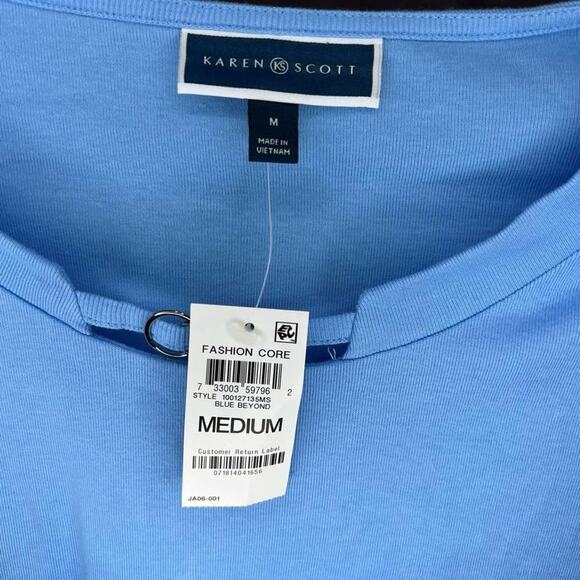 KAREN KS SCOTT
M
MADE IN
VIETNAM
FASHION CORE
7 33003 59796 2
STYLE 100127135MS
BLUE BEYOND
MEDIUM
Customer Return Label
071814041656
JA06-001